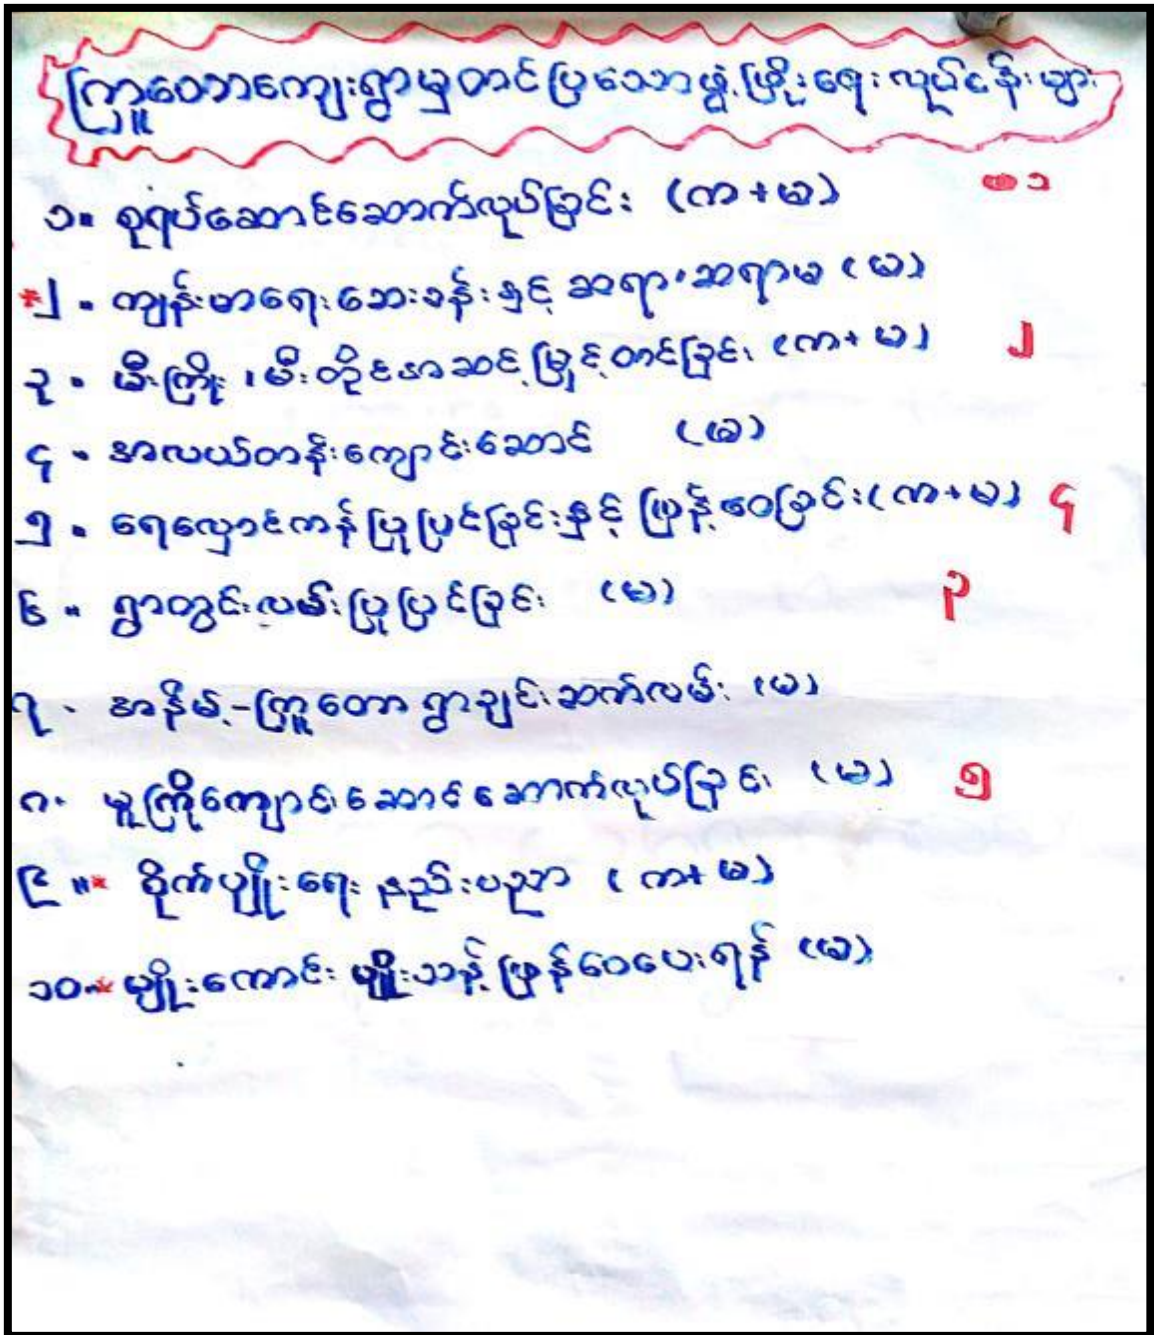 ကြူတောကျေးရွာမှတင်ပြသောဖွံ့ဖြိုးရေးလုပ်ငန်းများ
၁။ စုရပ်ဆောင်ဆောက်လုပ်ခြင်း (က+မ) ၁
*၂။ ကျန်းမာရေးဆေးခန်းနှင့် ဆရာ၊ဆရာမ (မ)
၃။ မီးကြိုး၊မီးတိုင်အဆင့်မြှင့်တင်ခြင်း (က+မ) ၂
၄။ အလယ်တန်းကျောင်းဆောင် (မ)
၅။ ရေလှောင်ကန်ပြုပြင်ခြင်းနှင့် ဖြန့်ဝေခြင်း(က+မ) ၄
၆။ ရွာတွင်းလမ်းပြုပြင်ခြင်း (မ) ၃
၇။ အနိမ့်-ကြူတော ရွာချင်းဆက်လမ်း (မ)
၈။ မူကြိုကျောင်းဆောင်ဆောက်လုပ်ခြင်း (မ) ၅
၉။* စိုက်ပျိုးရေး နည်းပညာ (က+မ)
၁၀။* မျိုးကောင်း မျိုးသန့် ဖြန့်ဝေပေးရန် (မ)